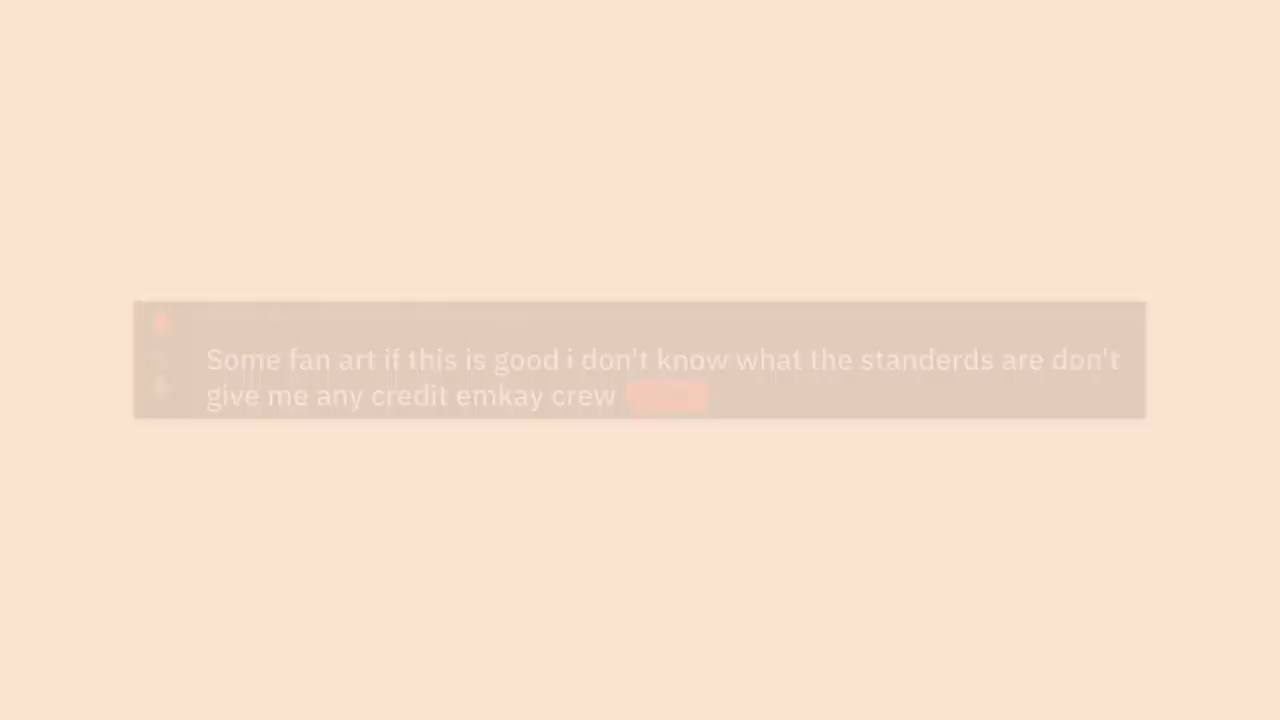 Some fan art if this is good i don't know what the standerds are don't
give me any credit emkay crew